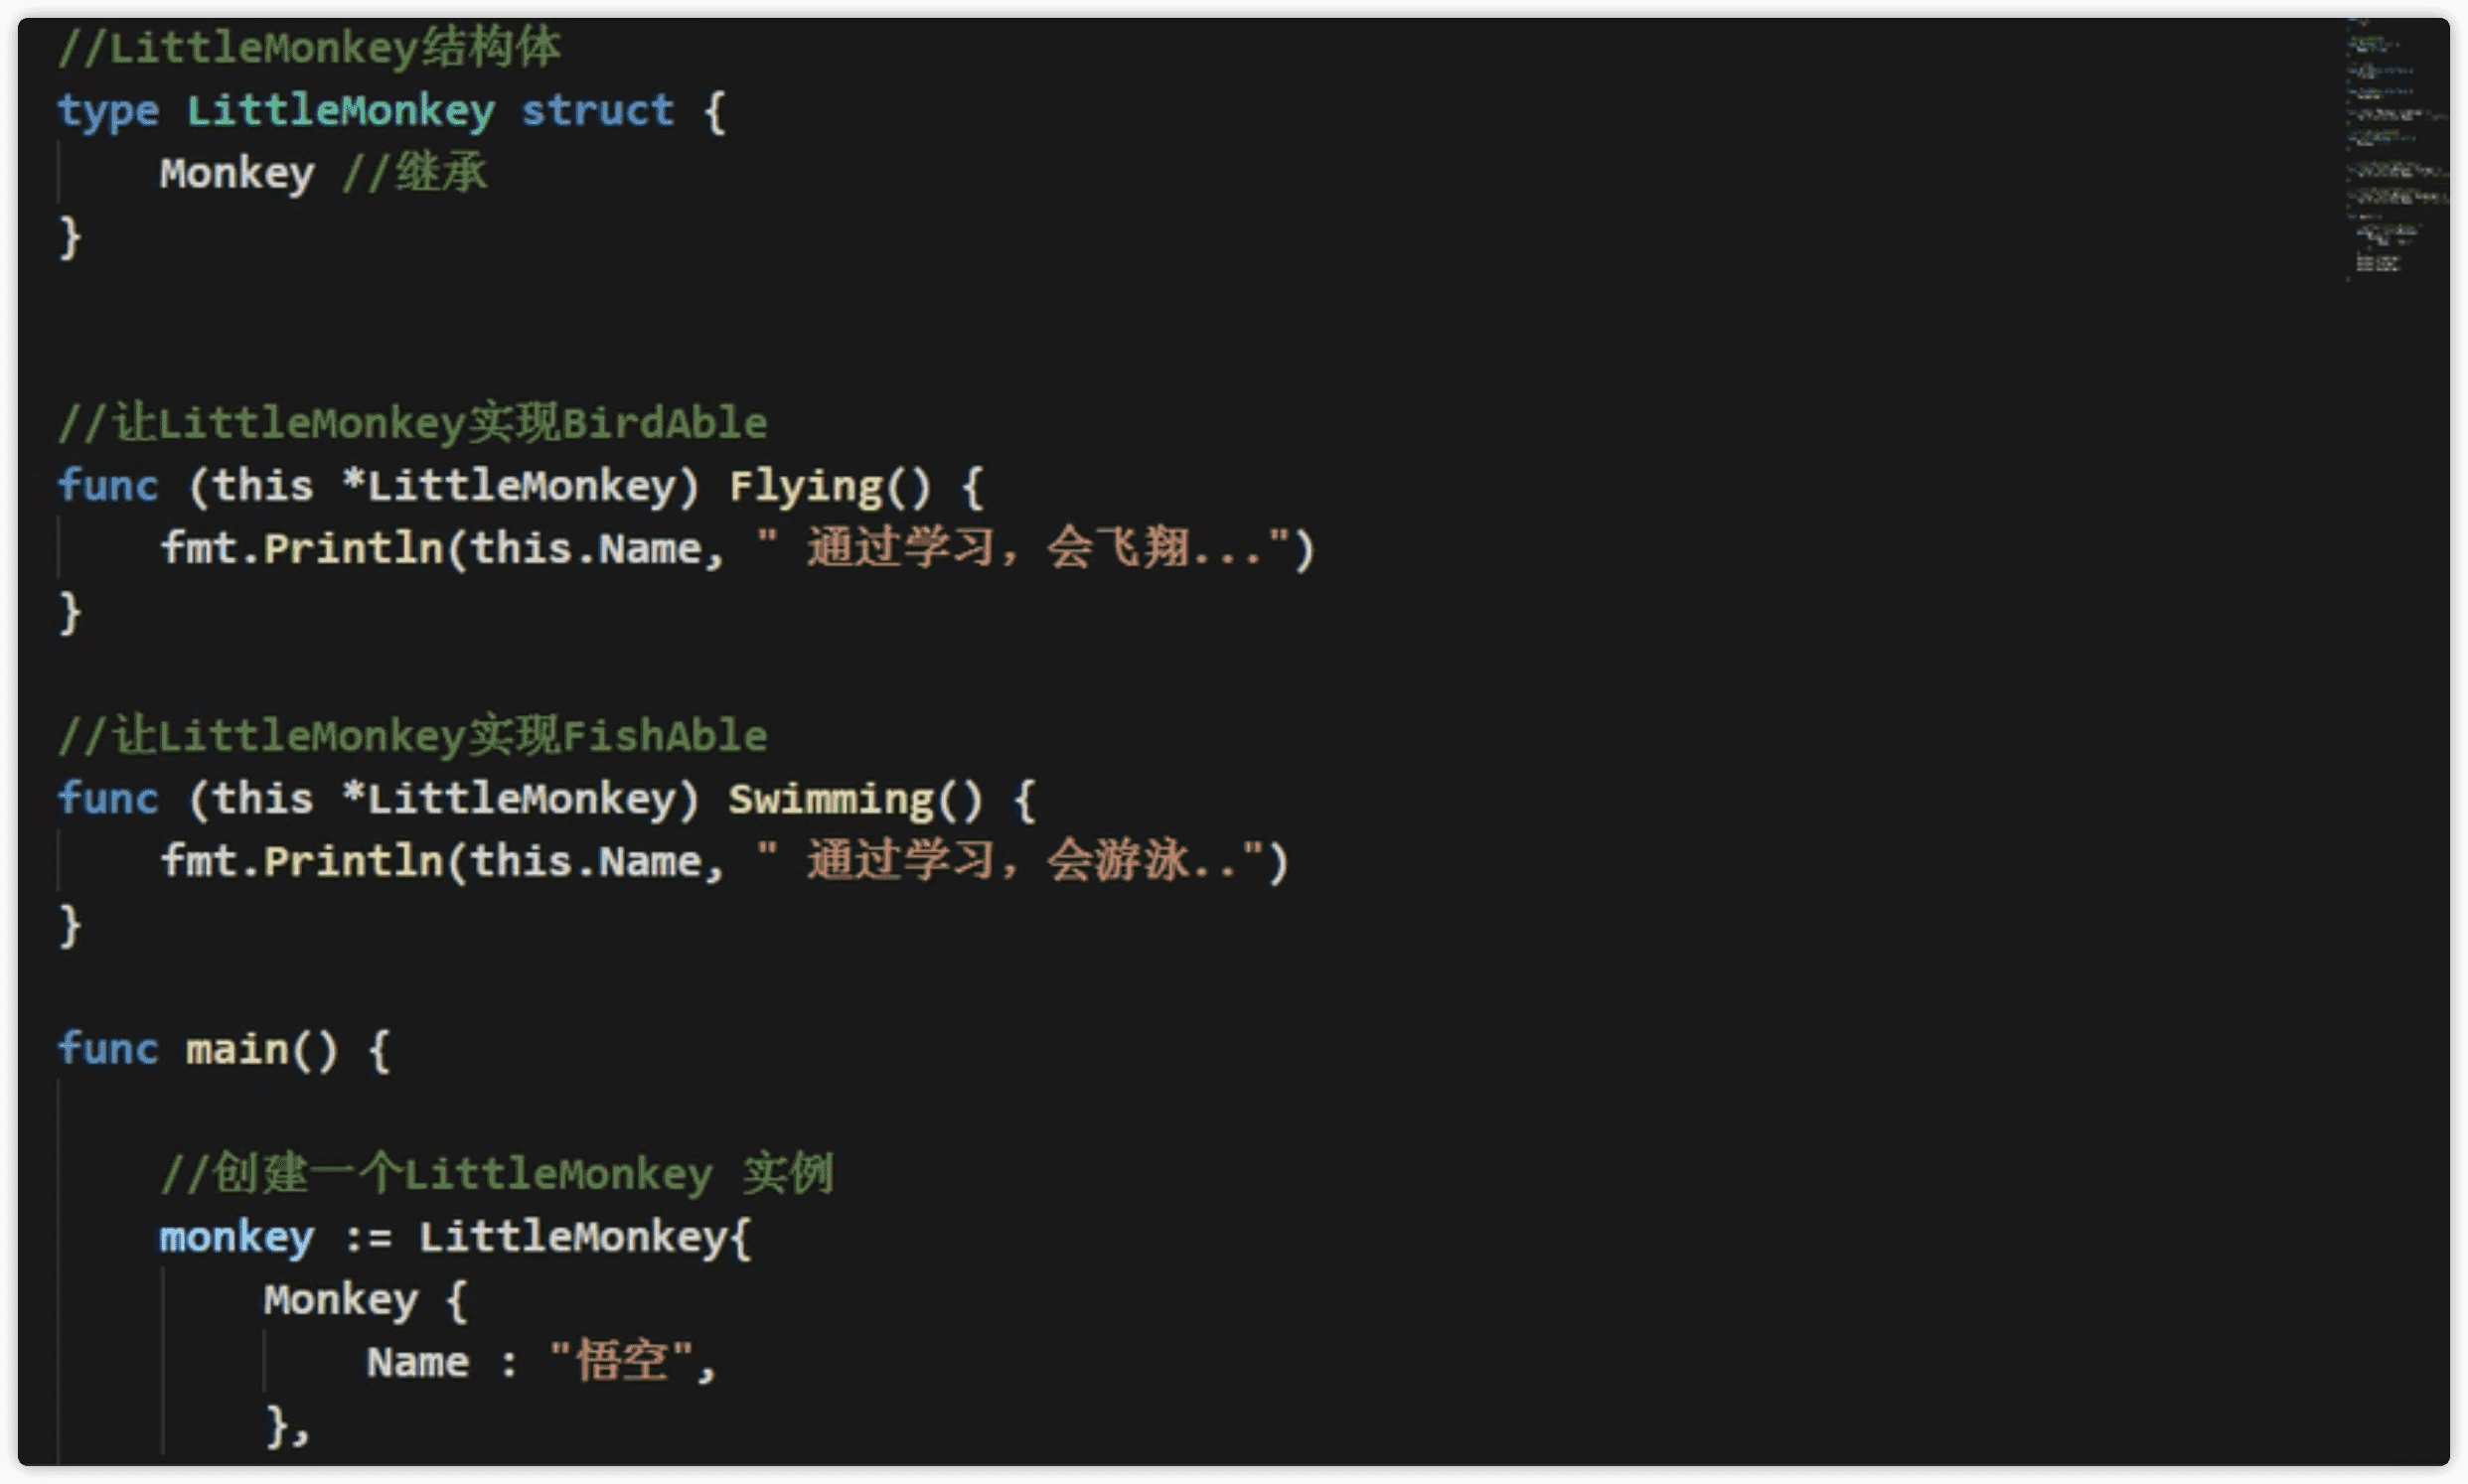 //LittleMonkey结构体
type LittleMonkey struct {
    Monkey //继承
}
//让LittleMonkey实现BirdAble
func (this *LittleMonkey) Flying() {
    fmt.Println(this.Name, " 通过学习，会飞翔...")
}
//让LittleMonkey实现FishAble
func (this *LittleMonkey) Swimming() {
    fmt.Println(this.Name, " 通过学习，会游泳..")
}
func main() {
    //创建一个LittleMonkey 实例
    monkey := LittleMonkey{
        Monkey {
            Name : "悟空",
        },